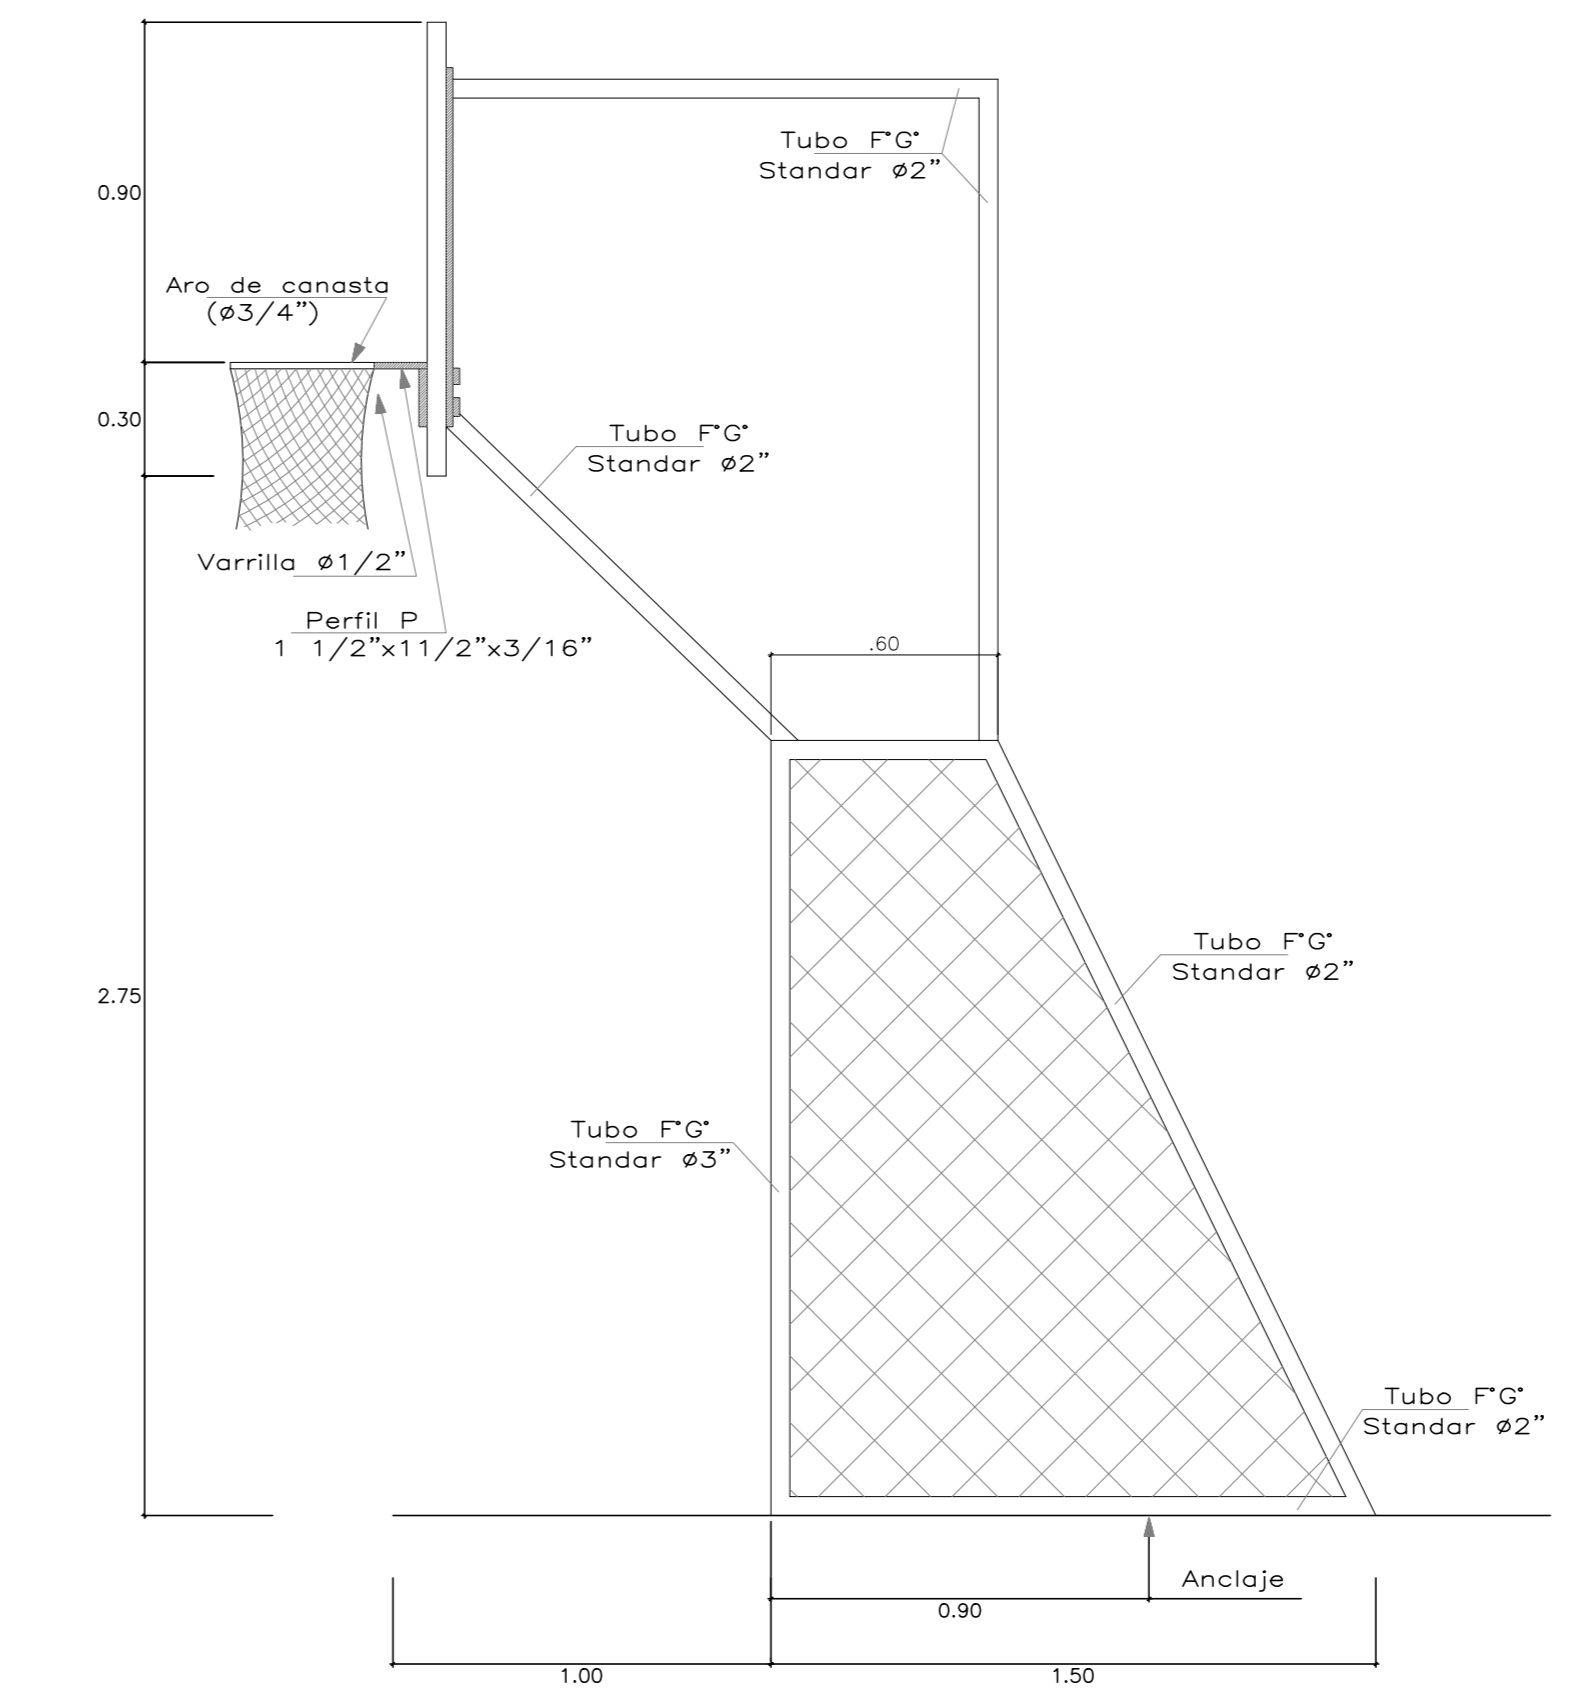 Tubo F°G°
Standar ø2”
0.90
Aro de canasta
(ø3/4”)
0.30
Tubo F°G°
Standar ø2”
Varrilla ø1/2”
Perfil P
1 1/2”x11/2”x3/16”
.60
Tubo F°G°
Standar ø2”
2.75
Tubo F°G°
Standar ø3”
Tubo F°G°
Standar ø2”
Anclaje
0.90
1.00
1.50